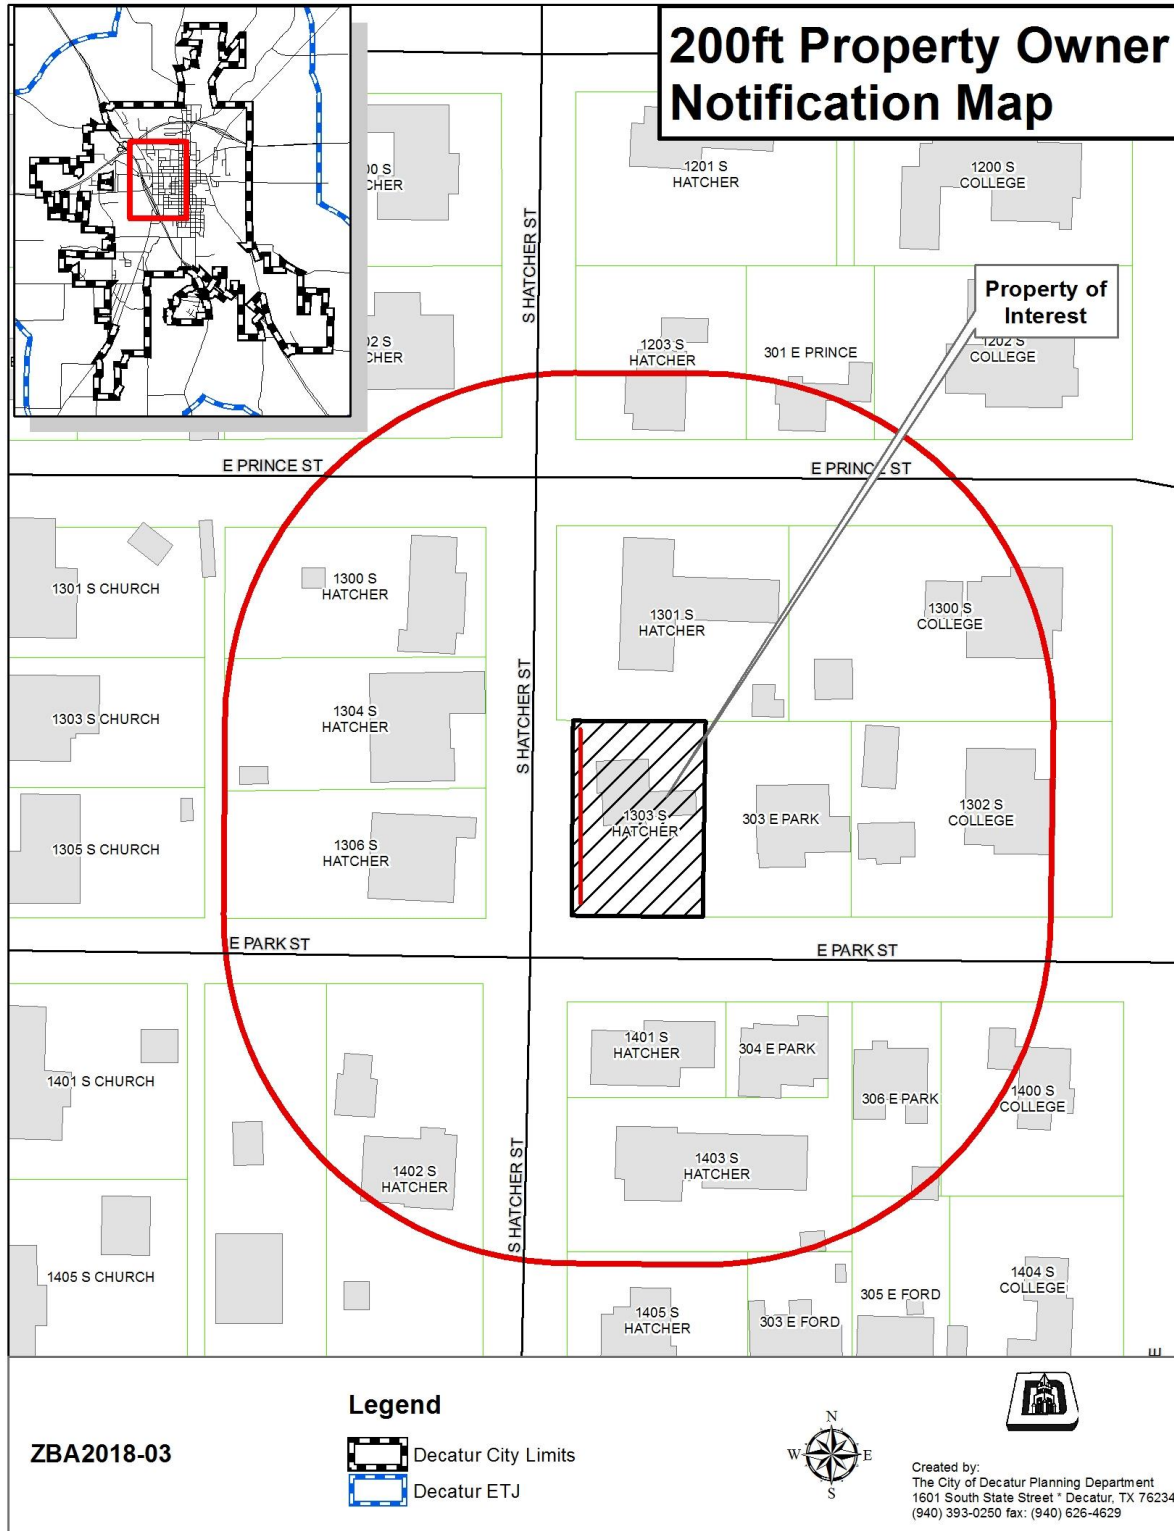 200ft Property Owner
Notification Map
Property of
Interest
00 S
CHER
02 S
CHER
1201 S
HATCHER
1200 S
COLLEGE
1203 S
HATCHER
301 E PRINCE
1202 S
COLLEGE
S HATCHER ST
E PRINCE ST
E PRINCE ST
1301 S CHURCH
1300 S
HATCHER
1301 S
HATCHER
1300 S
COLLEGE
1303 S CHURCH
1304 S
HATCHER
S HATCHER ST
1305 S CHURCH
1306 S
HATCHER
1303 S
HATCHER
303 E PARK
1302 S
COLLEGE
E PARK ST
E PARK ST
1401 S CHURCH
1401 S
HATCHER
304 E PARK
306 E PARK
1400 S
COLLEGE
1402 S
HATCHER
1403 S
HATCHER
S HATCHER ST
1405 S CHURCH
1405 S
HATCHER
303 E FORD
305 E FORD
1404 S
COLLEGE
E
ZBA2018-03
Legend
Decatur City Limits
Decatur ETJ
N
W
E
S
D
Created by:
The City of Decatur Planning Department
1601 South State Street * Decatur, TX 76234
(940) 393-0250 fax: (940) 626-4629